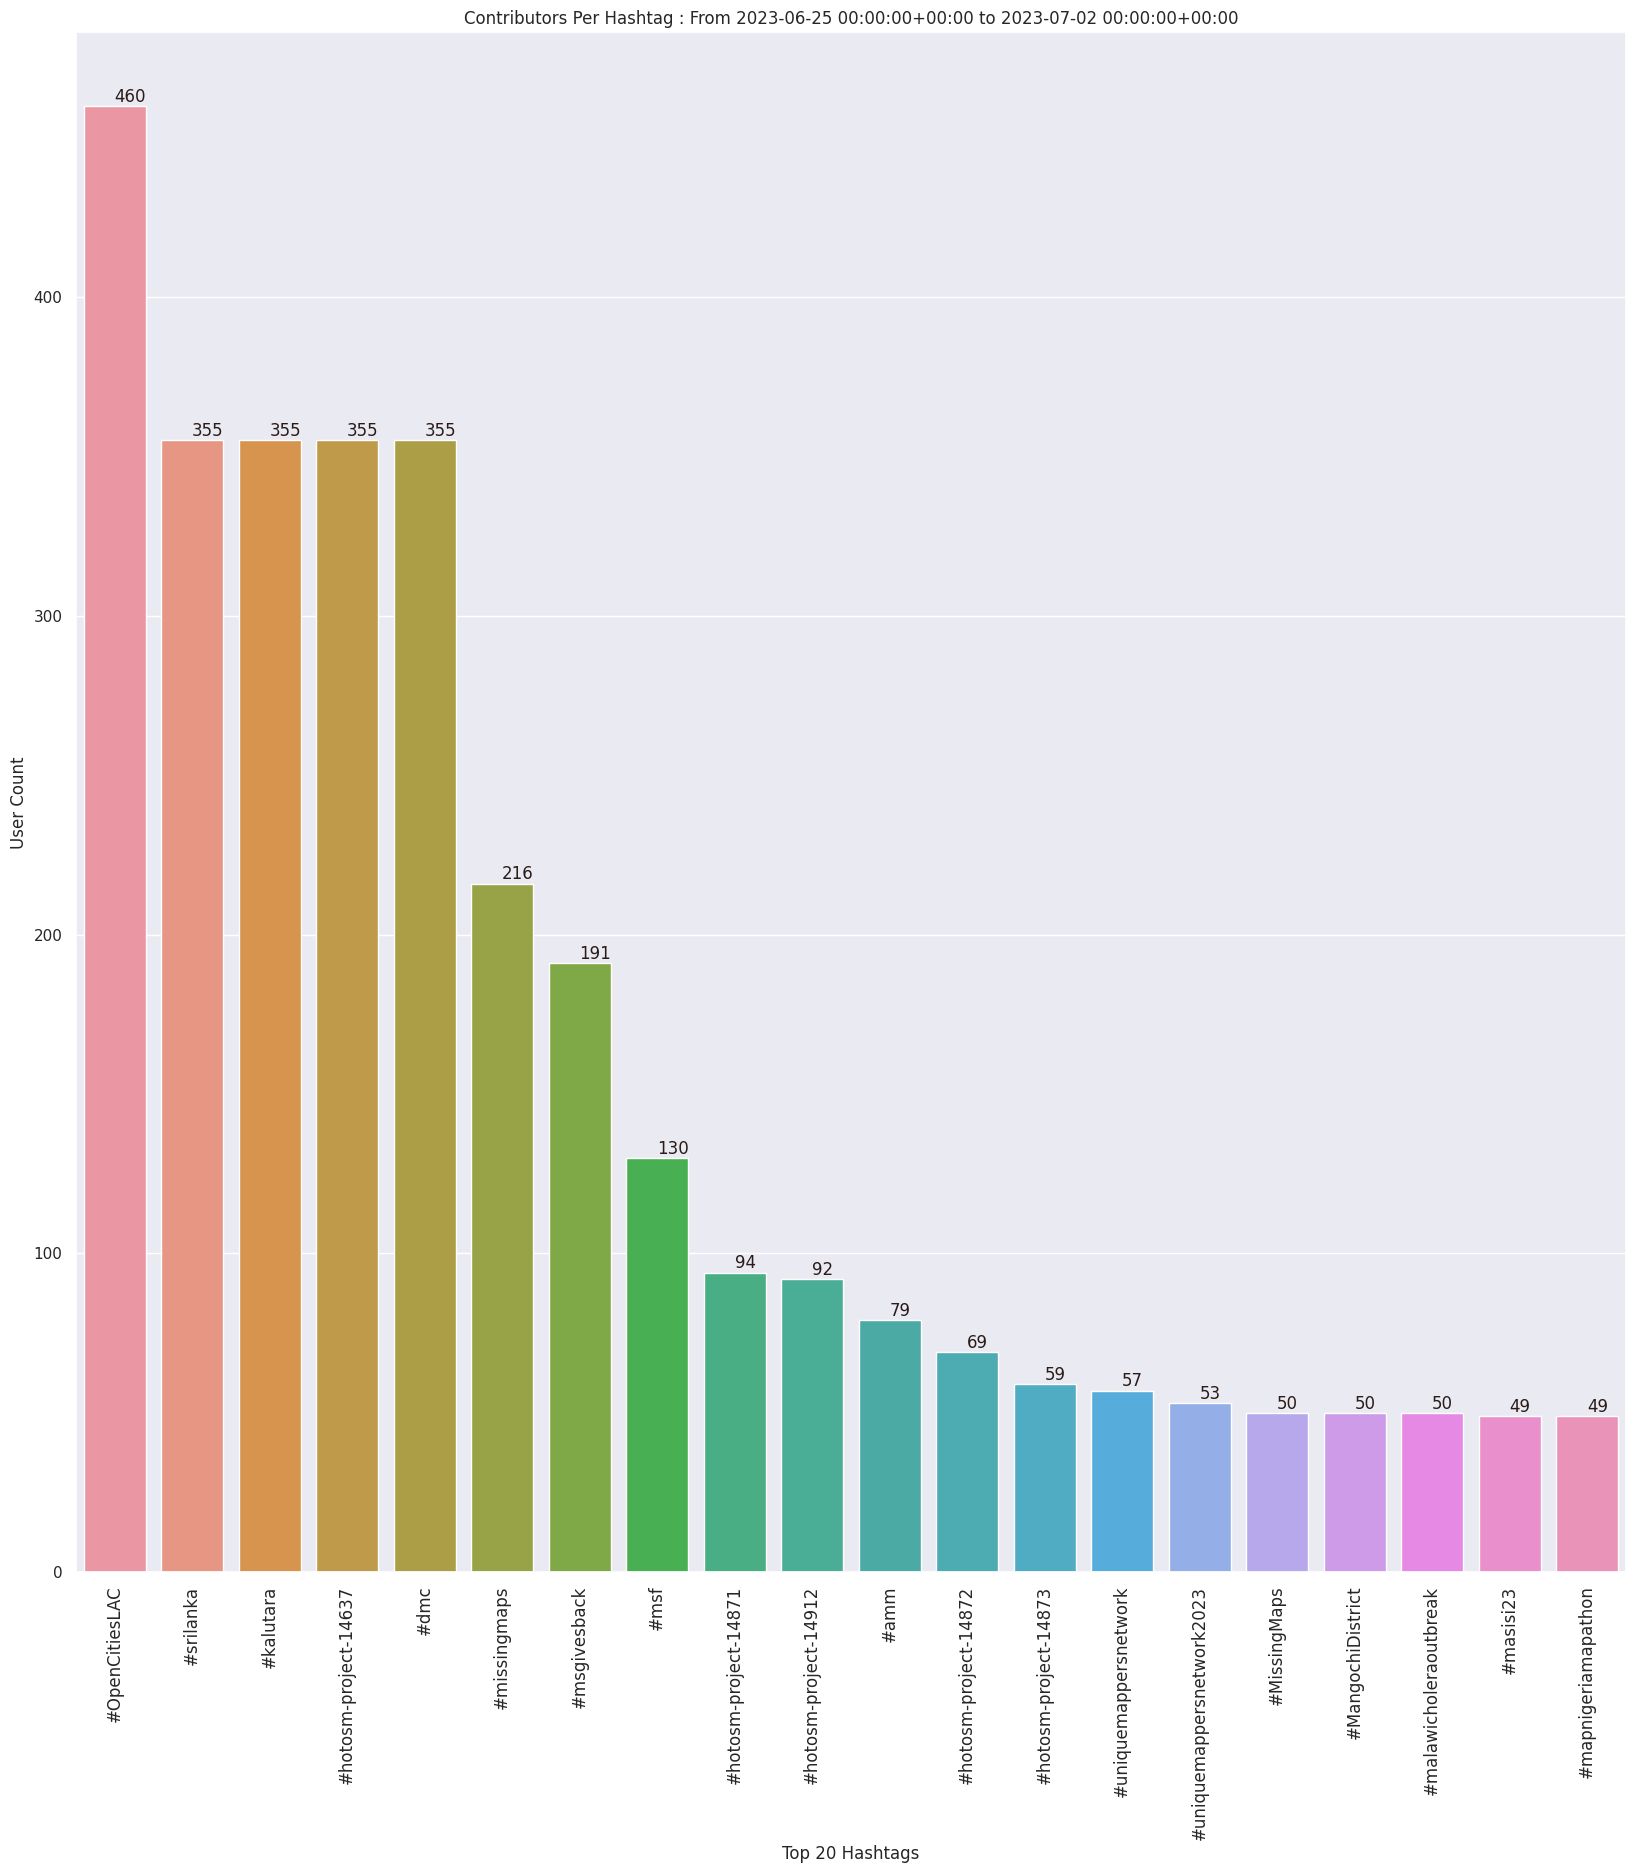 Contributors Per Hashtag : From 2023-06-25 00:00:00+00:00 to 2023-07-02 00:00:00+00:00
User Count
400
300
200
100
0
460
355
355
355
355
216
191
130
94
92
79
69
59
57
53
50
50
50
49
49
#OpenCitiesLAC
#srilanka
#kalutara
#hotosm-project-14637
#dmc
#missingmaps
#msgivesback
#msf
#hotosm-project-14871
#hotosm-project-14912
#amm
#hotosm-project-14872
#hotosm-project-14873
#uniquemappersnetwork
#uniquemappersnetwork2023
#MissingMaps
#MangochiDistrict
#malawicholeraoutbreak
#masisi23
#mapnigeriamapathon
Top 20 Hashtags